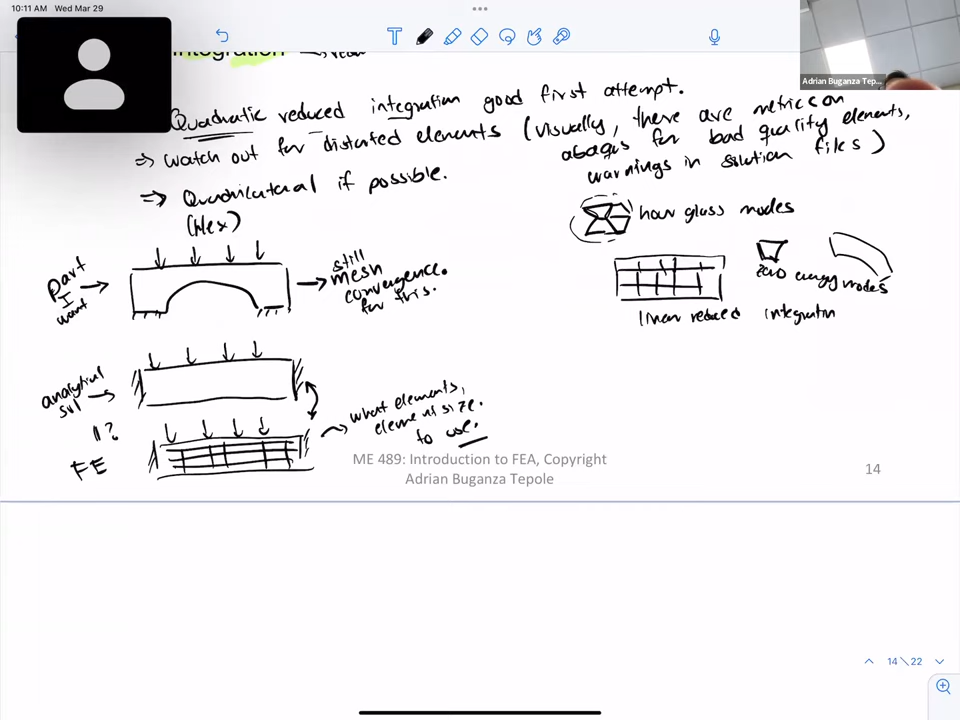 10:11 AM Wed Mar 29
Adrian Buganza Tep...
integration
Quadratic reduced integration good first attempt.
=> watch out for distorted elements (visually, there are metrics on
abaqus for bad quality elements,
warnings in solution files)
=> Quadrilateral if possible.
(Hex)
hour glass modes
Part
I
want
still
mesh
convergence.
for this.
zero energy modes
linear reduced integration
analytical
sol
11?
FE
what elements,
element size.
to use.
ME 489: Introduction to FEA, Copyright
Adrian Buganza Tepole
14
14\22